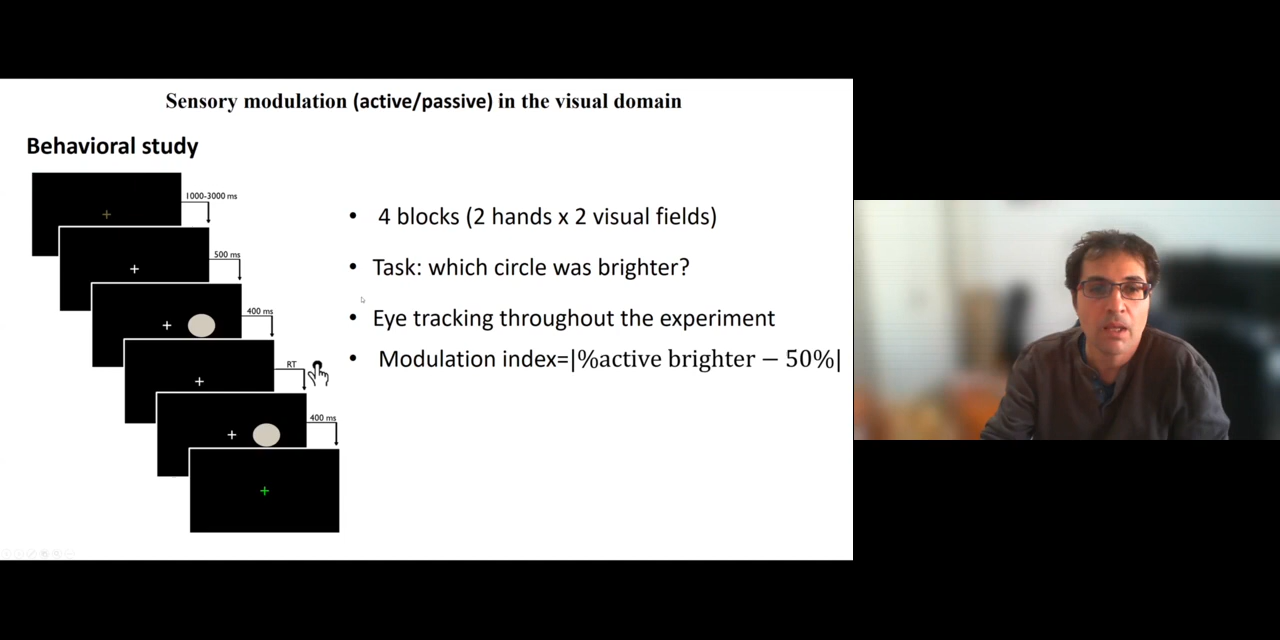 Sensory modulation (active/passive) in the visual domain
Behavioral study
1000-3000 ms
500 ms
400 ms
RT
400 ms
• 4 blocks (2 hands x 2 visual fields)
• Task: which circle was brighter?
• Eye tracking throughout the experiment
• Modulation index=|%active brighter − 50%|